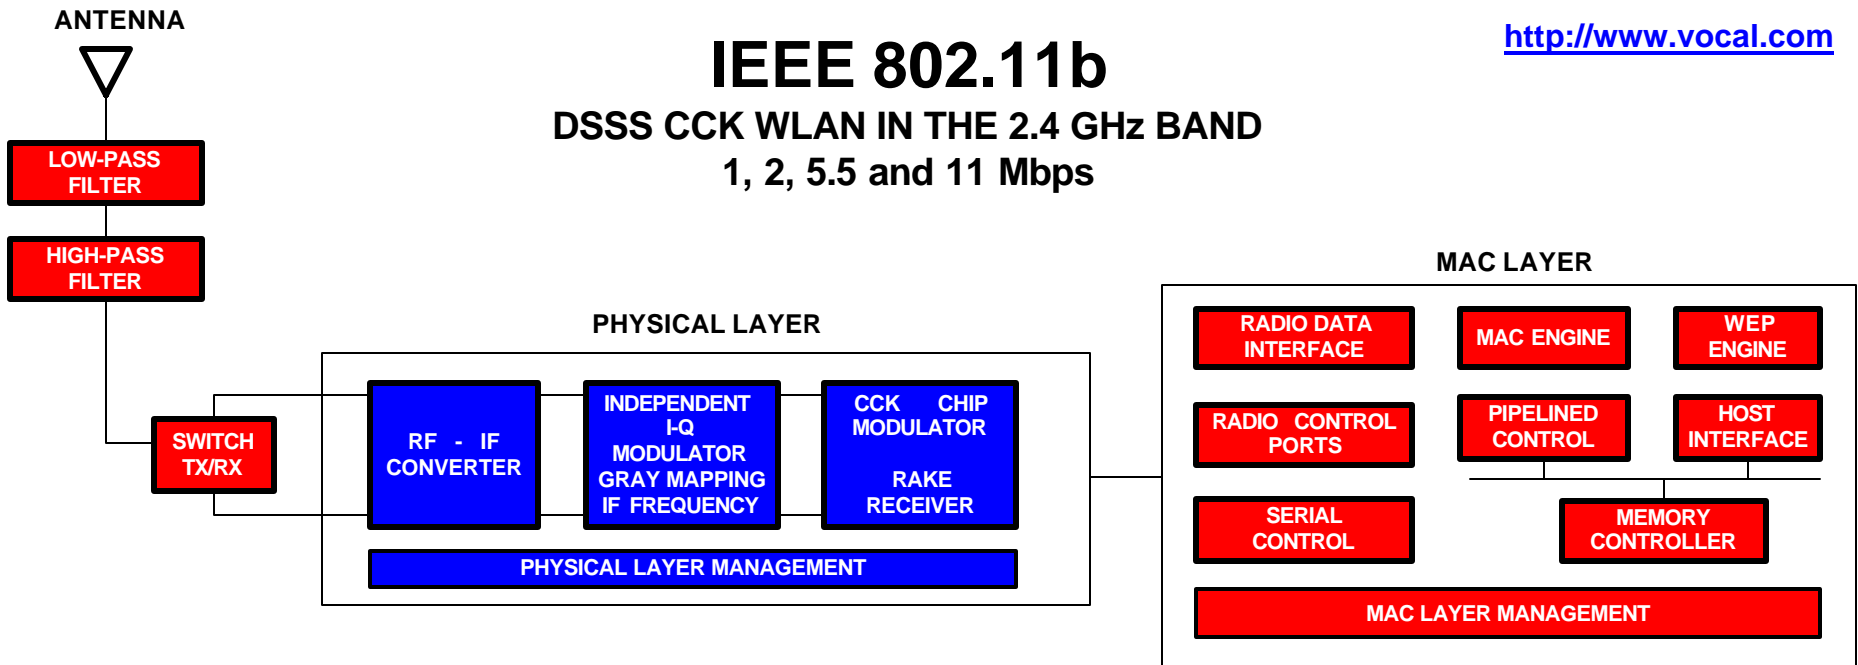 ANTENNA
http://www.vocal.com
IEEE 802.11b
DSSS CCK WLAN IN THE 2.4 GHz BAND
1, 2, 5.5 and 11 Mbps
LOW-PASS
FILTER
HIGH-PASS
FILTER
SWITCH
TX/RX
PHYSICAL LAYER
RF - IF
CONVERTER
INDEPENDENT
I-Q
MODULATOR
GRAY MAPPING
IF FREQUENCY
CCK CHIP
MODULATOR
RAKE
RECEIVER
PHYSICAL LAYER MANAGEMENT
MAC LAYER
RADIO DATA
INTERFACE
MAC ENGINE
WEP
ENGINE
RADIO CONTROL
PORTS
PIPELINED
CONTROL
HOST
INTERFACE
SERIAL
CONTROL
MEMORY
CONTROLLER
MAC LAYER MANAGEMENT